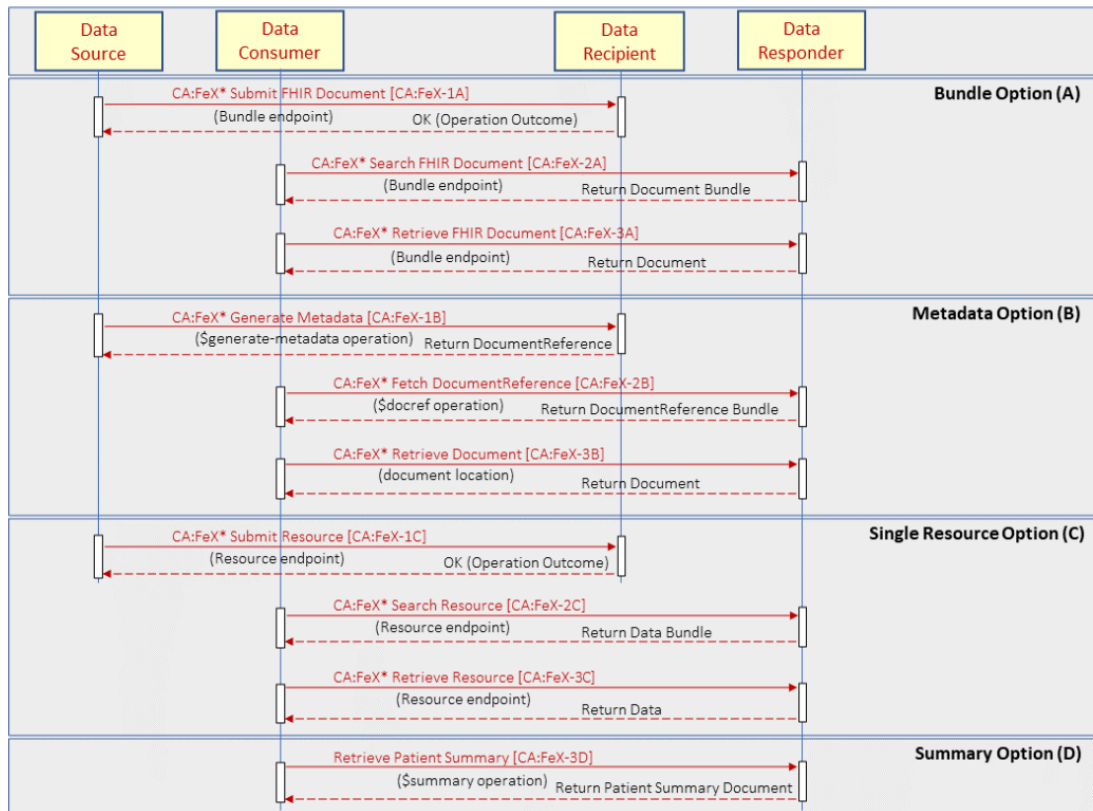 Data
Source
Data
Consumer
Data
Recipient
Data
Responder
Bundle Option (A)
CA:FeX* Submit FHIR Document [CA:FeX-1A]
(Bundle endpoint)
OK (Operation Outcome)
CA:FeX* Search FHIR Document [CA:FeX-2A]
(Bundle endpoint)
Return Document Bundle
CA:FeX* Retrieve FHIR Document [CA:FeX-3A]
(Bundle endpoint)
Return Document
Metadata Option (B)
CA:FeX* Generate Metadata [CA:FeX-1B]
($generate-metadata operation)
Return DocumentReference
CA:FeX* Fetch DocumentReference [CA:FeX-2B]
($docref operation)
Return DocumentReference Bundle
CA:FeX* Retrieve Document [CA:FeX-3B]
(document location)
Return Document
Single Resource Option (C)
CA:FeX* Submit Resource [CA:FeX-1C]
(Resource endpoint)
OK (Operation Outcome)
CA:FeX* Search Resource [CA:FeX-2C]
(Resource endpoint)
Return Data Bundle
CA:FeX* Retrieve Resource [CA:FeX-3C]
(Resource endpoint)
Return Data
Summary Option (D)
Retrieve Patient Summary [CA:FeX-3D]
($summary operation)
Return Patient Summary Document